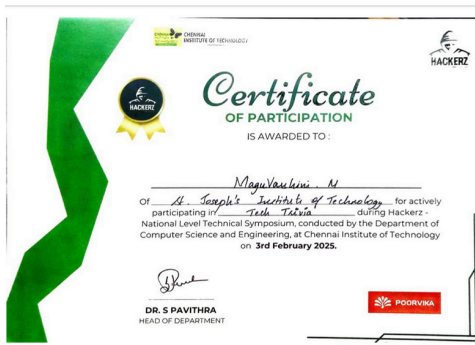 CHENNAI
INSTITUTE OF TECHNOLOGY
HACKERZ
HACKERZ
Certificate
OF PARTICIPATION
IS AWARDED TO :
Maguvarshini. M
Of St. Joseph's Institute of Technology for actively
participating in Tech Trivia during Hackerz -
National Level Technical Symposium, conducted by the Department of
Computer Science and Engineering, at Chennai Institute of Technology
on 3rd February 2025.
DR. S PAVITHRA
HEAD OF DEPARTMENT
POORVIKA